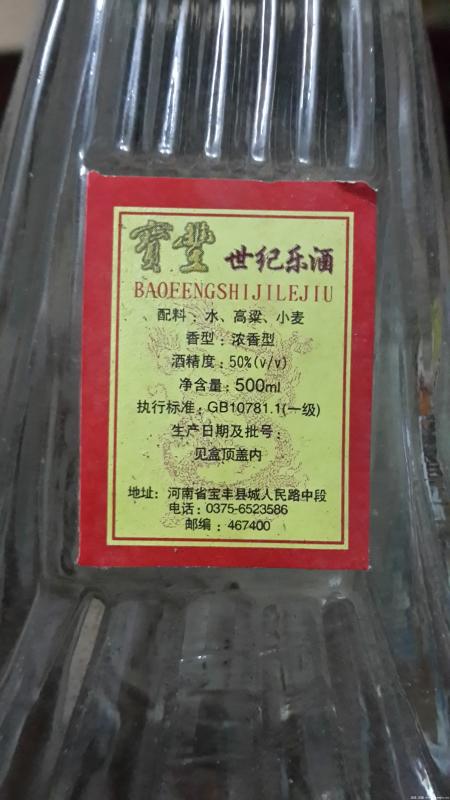 寶豐 世纪乐酒
BAOFENGSHIJILEJIU
配料：水、高粱、小麦
香型：浓香型
酒精度：50%(v/v)
净含量：500ml
执行标准：GB10781.1(一级)
生产日期及批号：
见盒顶盖内
地址：河南省宝丰县城人民路中段
电话：0375-6523586
邮编：467400